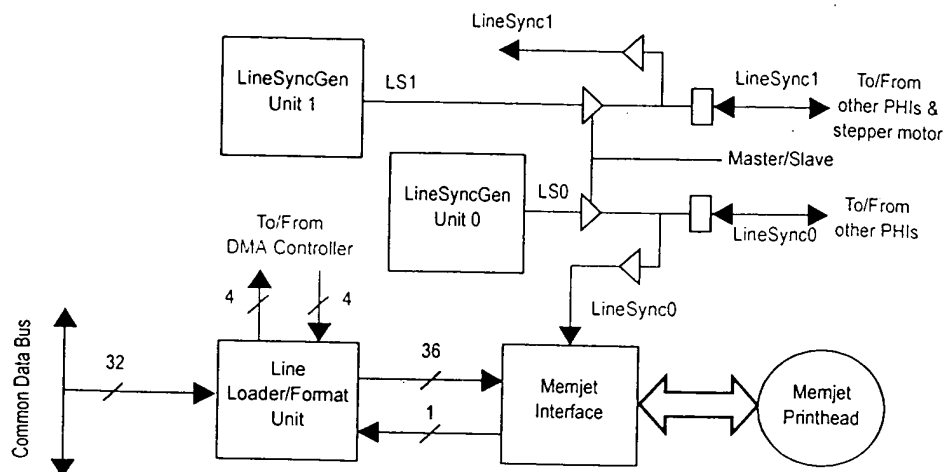 LineSync1
LineSyncGen
Unit 1
LS1
LineSync1
To/From
other PHIs &
stepper motor
Master/Slave
LineSyncGen
Unit 0
LS0
LineSync0
To/From
other PHIs
To/From
DMA Controller
4
4
LineSync0
Common Data Bus
32
Line
Loader/Format
Unit
36
1
Memjet
Interface
Memjet
Printhead